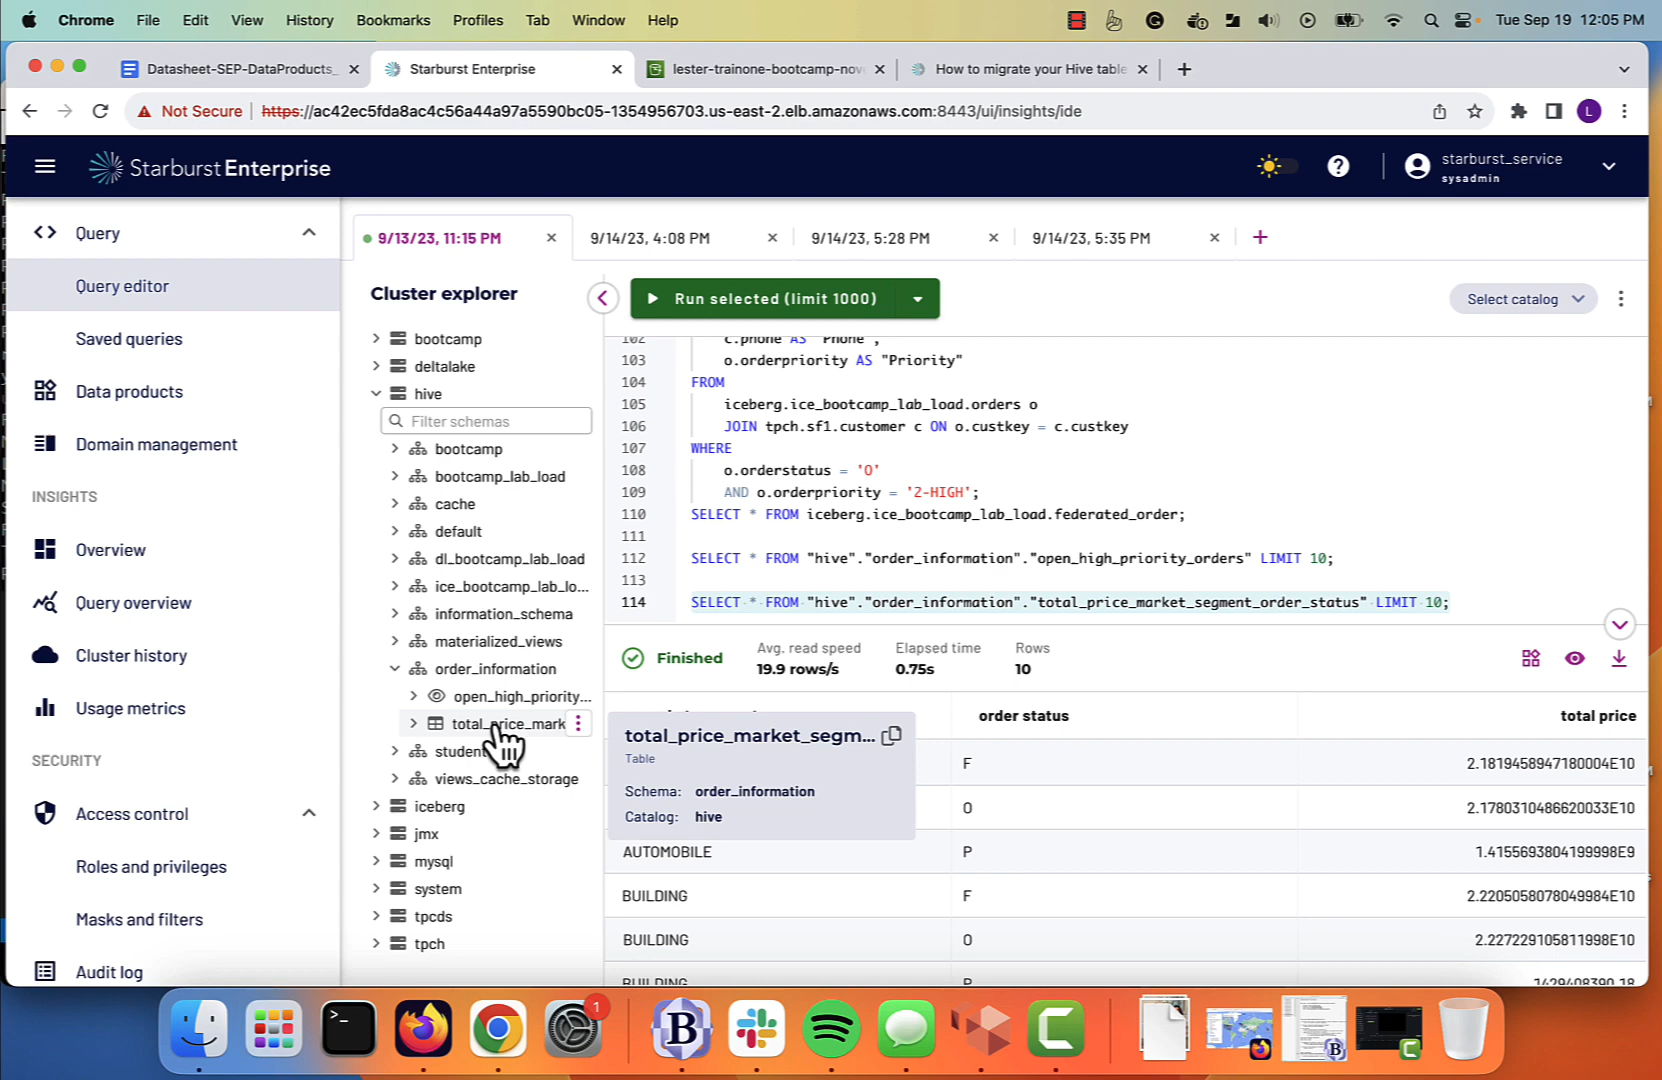 Chrome File Edit View History Bookmarks Profiles Tab Window Help Tue Sep 19 12:05 PM
Datasheet-SEP-DataProducts_ Starburst Enterprise lester-trainone-bootcamp-nov How to migrate your Hive table
Not Secure https://ac42ec5fda8ac4c56a44a97a5590bc05-1354956703.us-east-2.elb.amazonaws.com:8443/ui/insights/ide L
Starburst Enterprise
starburst_service
sysadmin
Query
Query editor
Saved queries
Data products
Domain management
INSIGHTS
Overview
Query overview
Cluster history
Usage metrics
SECURITY
Access control
Roles and privileges
Masks and filters
Audit log
9/13/23, 11:15 PM 9/14/23, 4:08 PM 9/14/23, 5:28 PM 9/14/23, 5:35 PM
Cluster explorer
bootcamp
deltalake
hive
Filter schemas
bootcamp
bootcamp_lab_load
cache
default
dl_bootcamp_lab_load
ice_bootcamp_lab_lo...
information_schema
materialized_views
order_information
open_high_priority...
total_price_mark
student
views_cache_storage
iceberg
jmx
mysql
system
tpcds
tpch
Run selected (limit 1000)
Select catalog
102 c.phone AS "Phone",
103 o.orderpriority AS "Priority"
104 FROM
105 iceberg.ice_bootcamp_lab_load.orders o
106 JOIN tpch.sf1.customer c ON o.custkey = c.custkey
107 WHERE
108 o.orderstatus = 'O'
109 AND o.orderpriority = '2-HIGH';
110 SELECT * FROM iceberg.ice_bootcamp_lab_load.federated_order;
111
112 SELECT * FROM "hive"."order_information"."open_high_priority_orders" LIMIT 10;
113
114 SELECT * FROM "hive"."order_information"."total_price_market_segment_order_status" LIMIT 10;
Finished
Avg. read speed
19.9 rows/s
Elapsed time
0.75s
Rows
10
order status total price
total_price_market_segm...
Table
Schema: order_information
Catalog: hive
F 2.1819458947180004E10
O 2.1780310486620033E10
AUTOMOBILE P 1.4155693804199998E9
BUILDING F 2.2205058078049984E10
BUILDING O 2.227229105811998E10
BUILDING P 1429408390.18
1
B